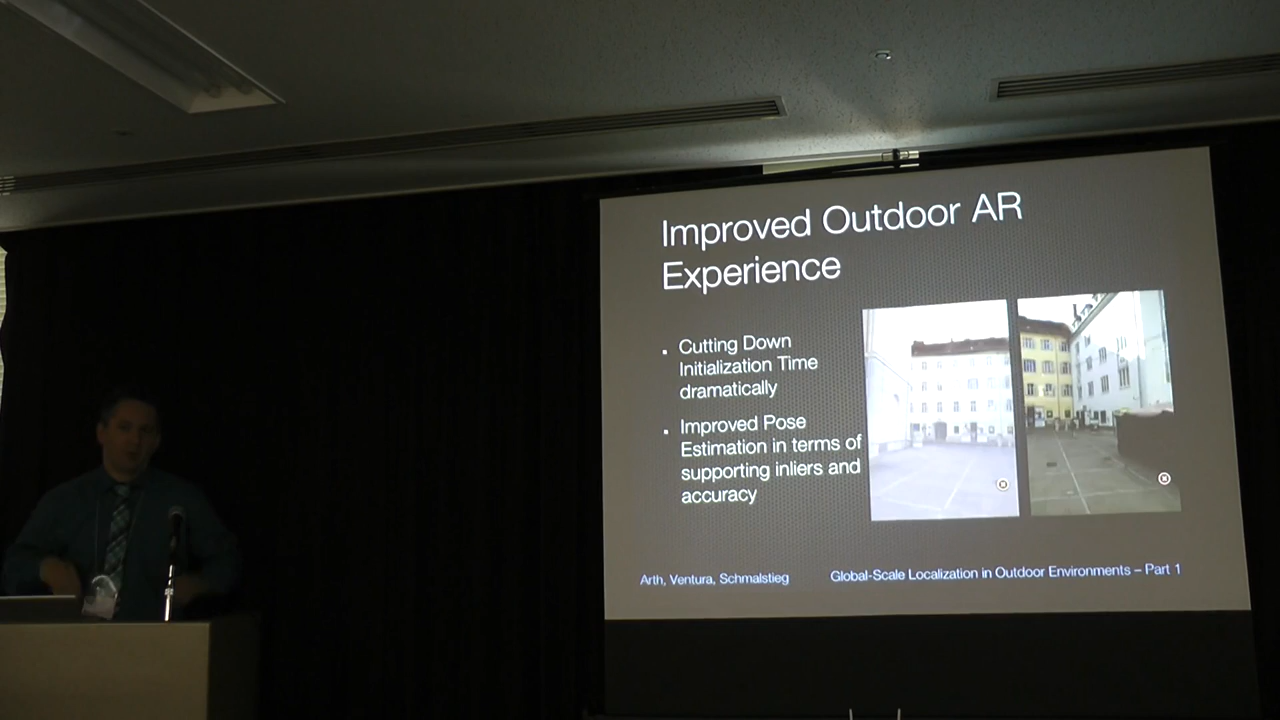 Improved Outdoor AR
Experience
▪ Cutting Down
Initialization Time
dramatically
▪ Improved Pose
Estimation in terms of
supporting inliers and
accuracy
Arth, Ventura, Schmalstieg
Global-Scale Localization in Outdoor Environments – Part 1